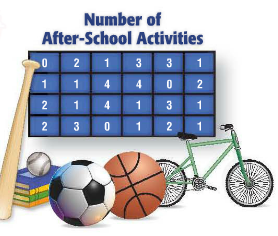 Number of
After-School Activities
0 2 1 3 3 1
1 1 4 4 0 2
2 1 4 1 3 1
2 3 0 1 2 1